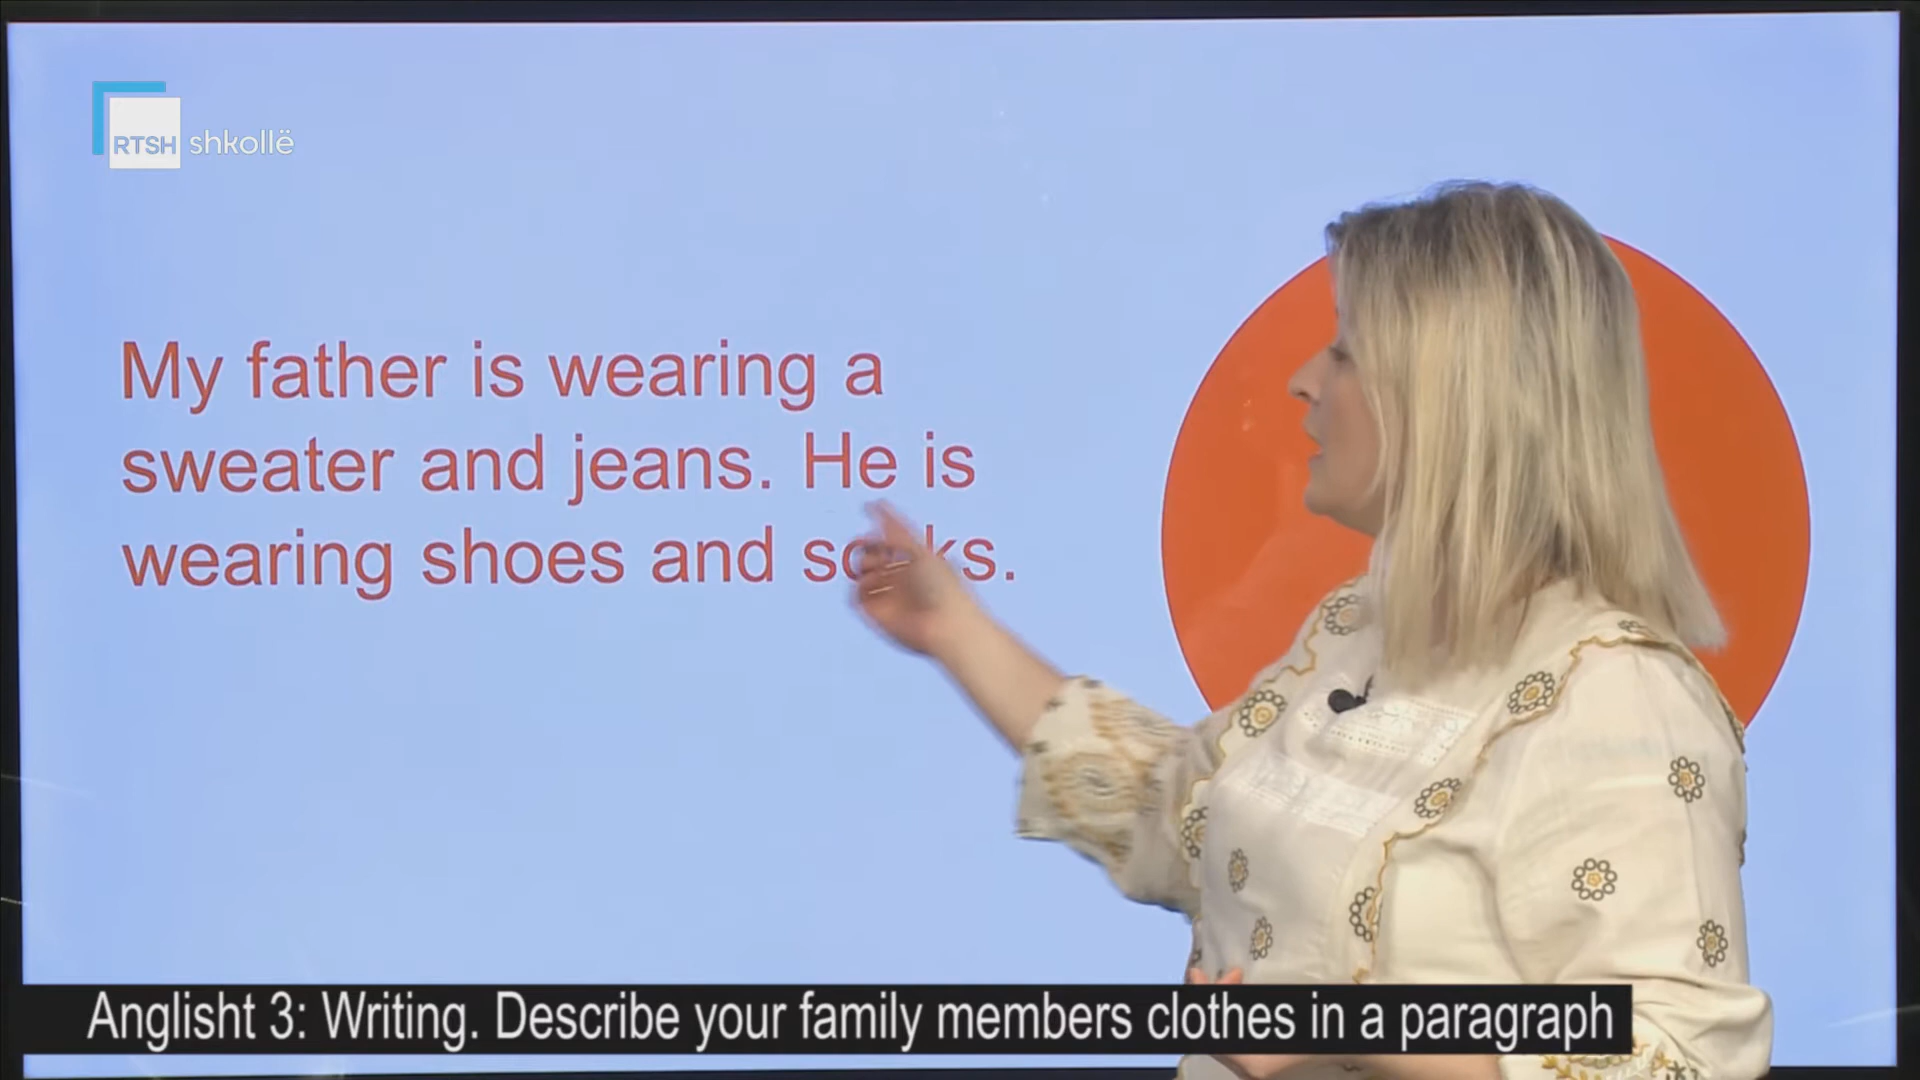 RTSH shkollë
My father is wearing a
sweater and jeans. He is
wearing shoes and socks.
Anglisht 3: Writing. Describe your family members clothes in a paragraph